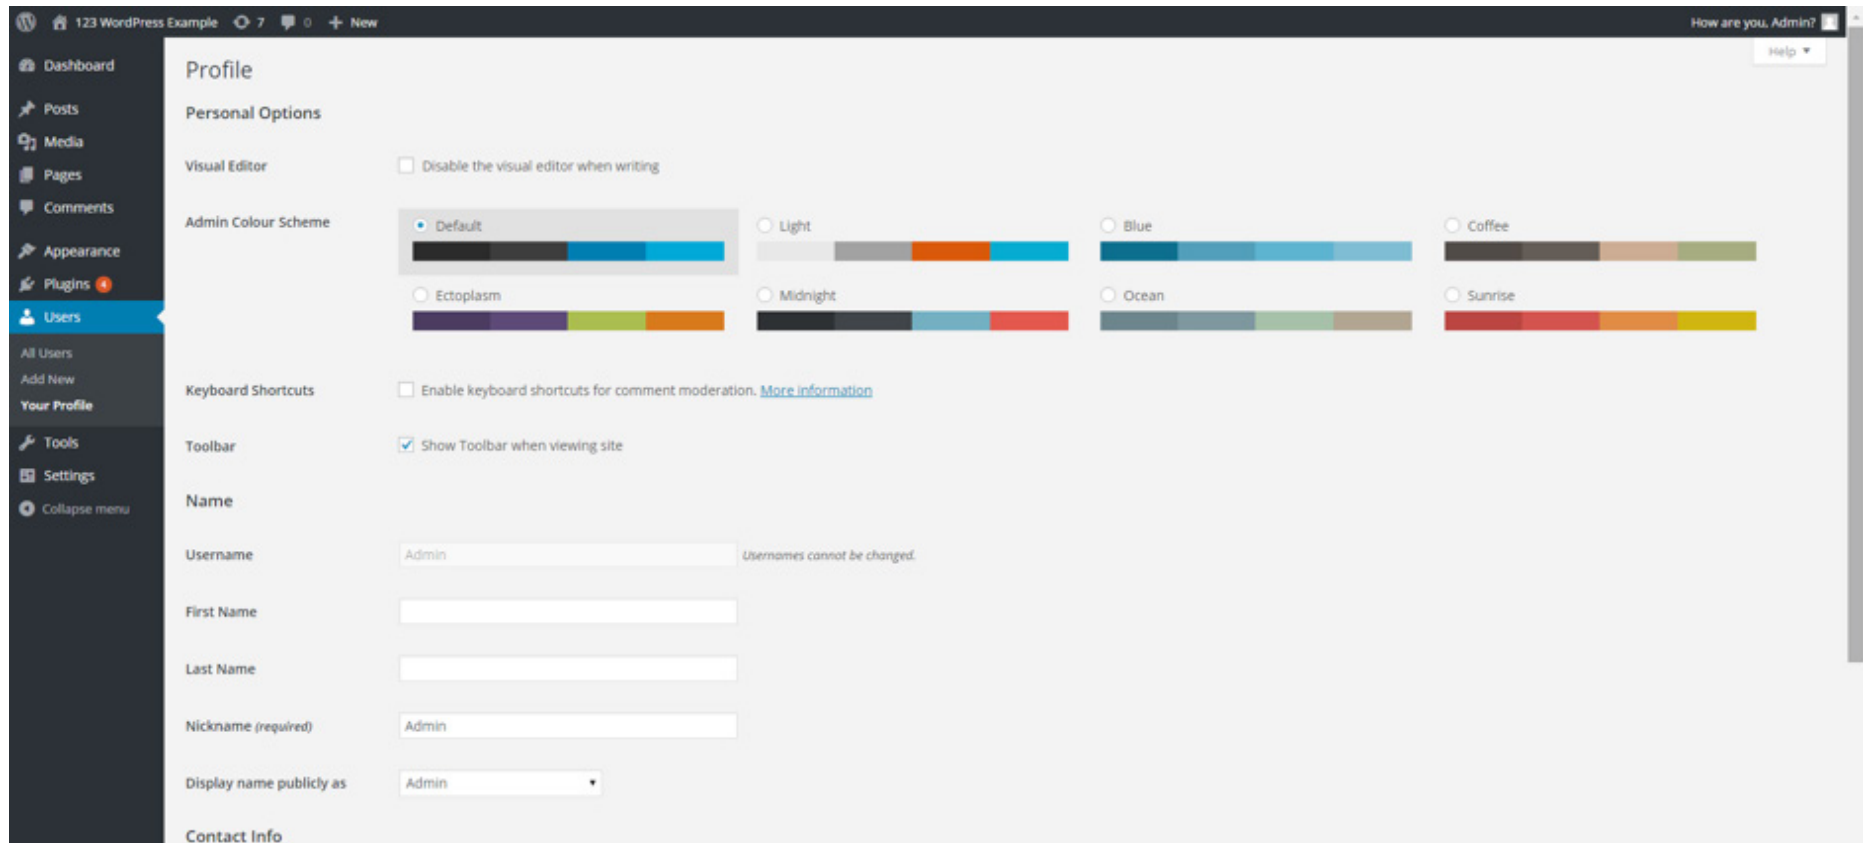 123 WordPress Example 7 0 New How are you, Admin?
Help
Dashboard
Posts
Media
Pages
Comments
Appearance
Plugins 4
Users
All Users
Add New
Your Profile
Tools
Settings
Collapse menu
Profile
Personal Options
Visual Editor Disable the visual editor when writing
Admin Colour Scheme Default Light Blue Coffee
Ectoplasm Midnight Ocean Sunrise
Keyboard Shortcuts Enable keyboard shortcuts for comment moderation. More information
Toolbar Show Toolbar when viewing site
Name
Username Admin Usernames cannot be changed.
First Name
Last Name
Nickname (required) Admin
Display name publicly as Admin
Contact Info